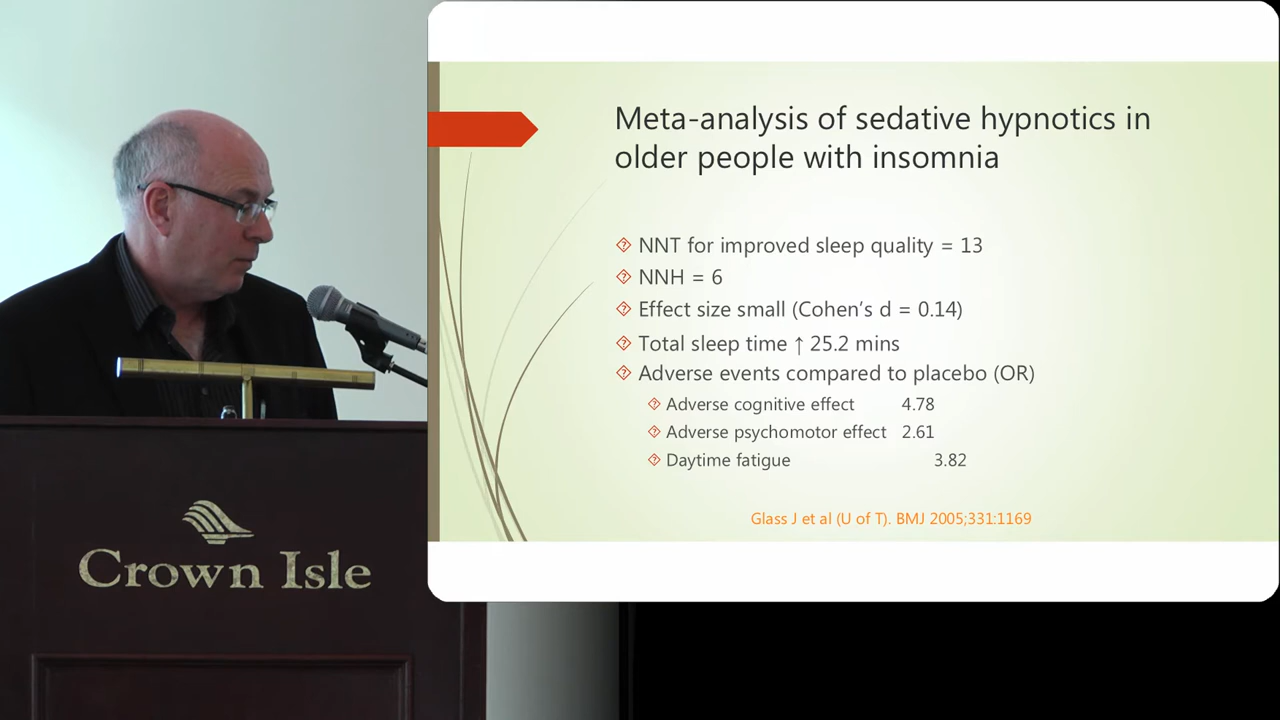 Meta-analysis of sedative hypnotics in
older people with insomnia
NNT for improved sleep quality = 13
NNH = 6
Effect size small (Cohen's d = 0.14)
Total sleep time ↑ 25.2 mins
Adverse events compared to placebo (OR)
Adverse cognitive effect 4.78
Adverse psychomotor effect 2.61
Daytime fatigue 3.82
Glass J et al (U of T). BMJ 2005;331:1169
Crown Isle